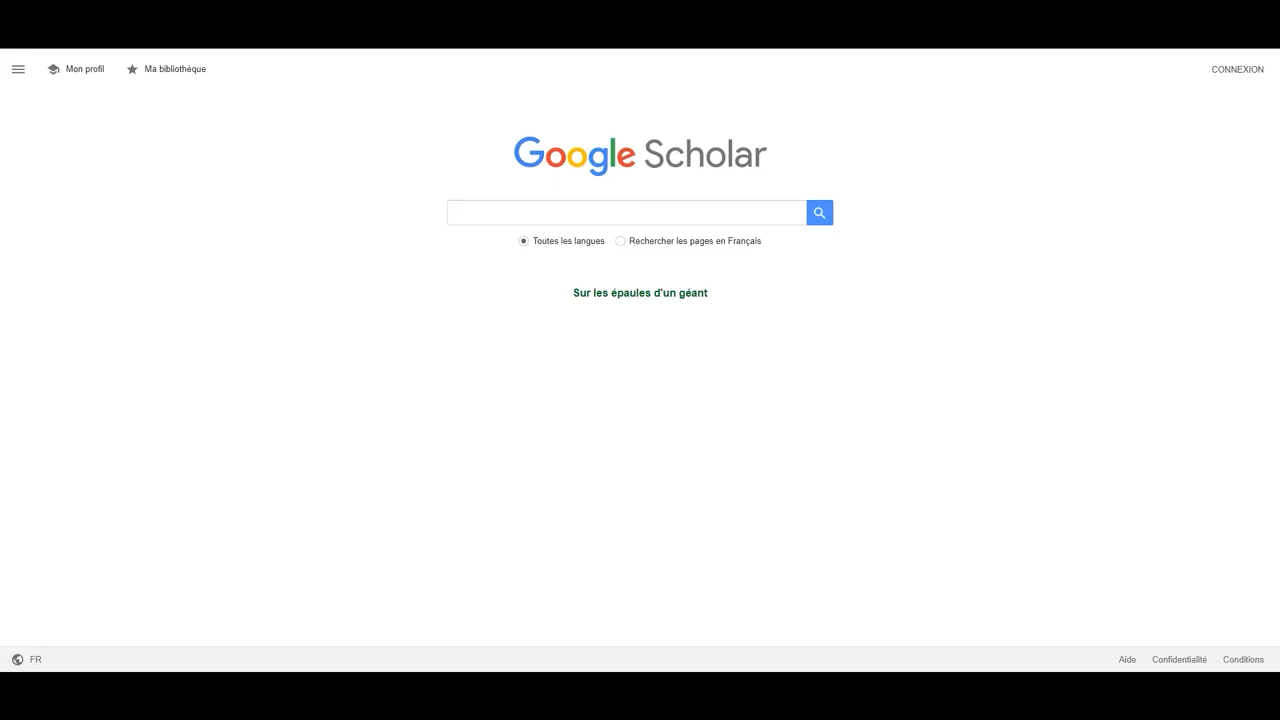 Mon profil Ma bibliothèque CONNEXION
Google Scholar
Toutes les langues Rechercher les pages en Français
Sur les épaules d'un géant
FR Aide Confidentialité Conditions